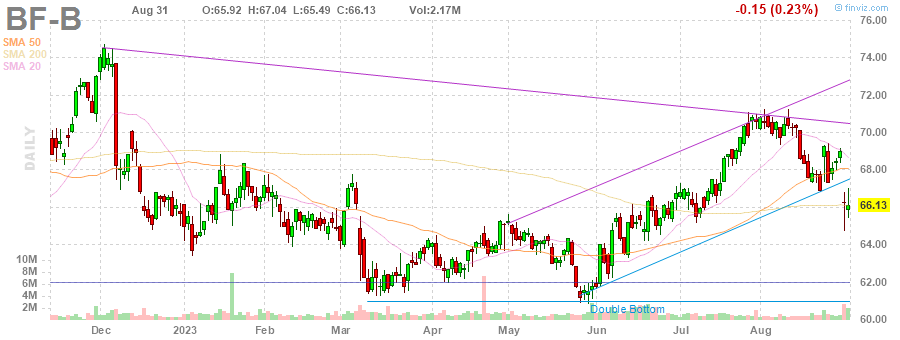 BF-B
Aug 31 O:65.92 H:67.04 L:65.49 C:66.13 Vol:2.17M
-0.15 (0.23%)
finviz.com
SMA 50
SMA 200
SMA 20
DAILY
76.00
74.00
72.00
70.00
68.00
66.13
64.00
62.00
60.00
10M
8M
6M
4M
2M
Double Bottom
Dec 2023 Feb Mar Apr May Jun Jul Aug